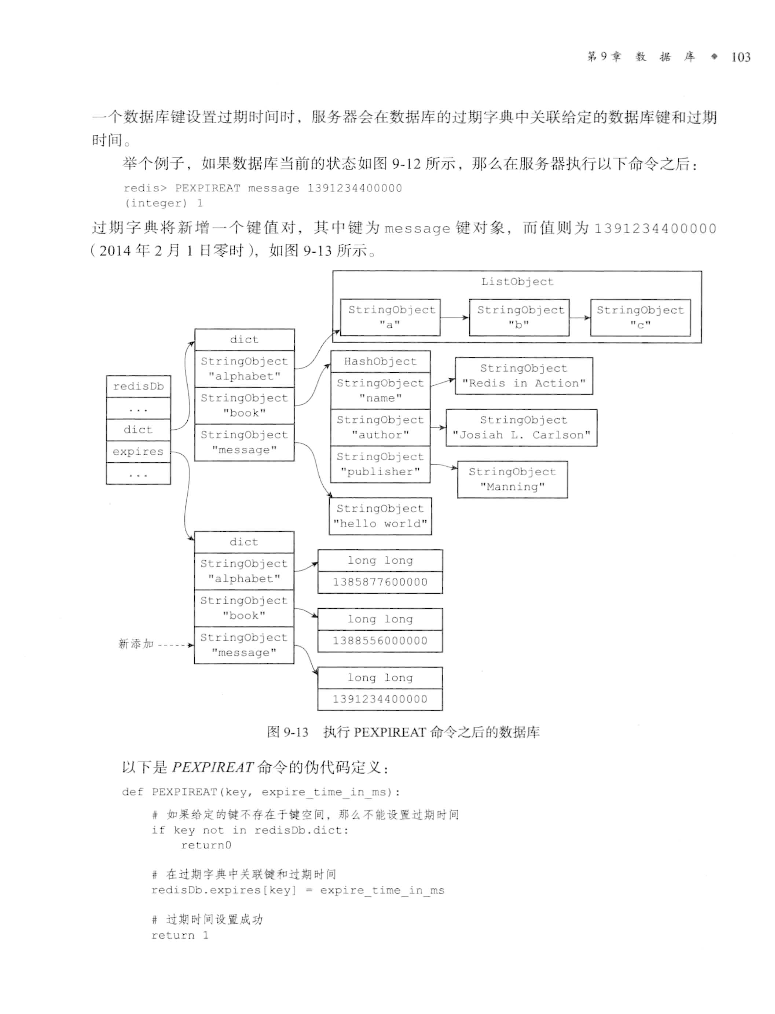 第9章 数 据 库 ◆ 103
一个数据库键设置过期时间时，服务器会在数据库的过期字典中关联给定的数据库键和过期
时间。
举个例子，如果数据库当前的状态如图 9-12 所示，那么在服务器执行以下命令之后：
redis> PEXPIREAT message 1391234400000
(integer) 1
过期字典将新增一个键值对，其中键为 message 键对象，而值则为 1391234400000
（2014 年 2 月 1 日零时），如图 9-13 所示。
ListObject
StringObject
"a"
StringObject
"b"
StringObject
"c"
dict
StringObject
"alphabet"
StringObject
"book"
StringObject
"message"
redisDb
...
dict
expires
...
HashObject
StringObject
"name"
StringObject
"author"
StringObject
"publisher"
StringObject
"Redis in Action"
StringObject
"Josiah L. Carlson"
StringObject
"Manning"
StringObject
"hello world"
dict
StringObject
"alphabet"
StringObject
"book"
StringObject
"message"
新添加
long long
1385877600000
long long
1388556000000
long long
1391234400000
图 9-13 执行 PEXPIREAT 命令之后的数据库
以下是 PEXPIREAT 命令的伪代码定义：
def PEXPIREAT(key, expire_time_in_ms):
# 如果给定的键不存在于键空间，那么不能设置过期时间
if key not in redisDb.dict:
return0
# 在过期字典中关联键和过期时间
redisDb.expires[key] = expire_time_in_ms
# 过期时间设置成功
return 1